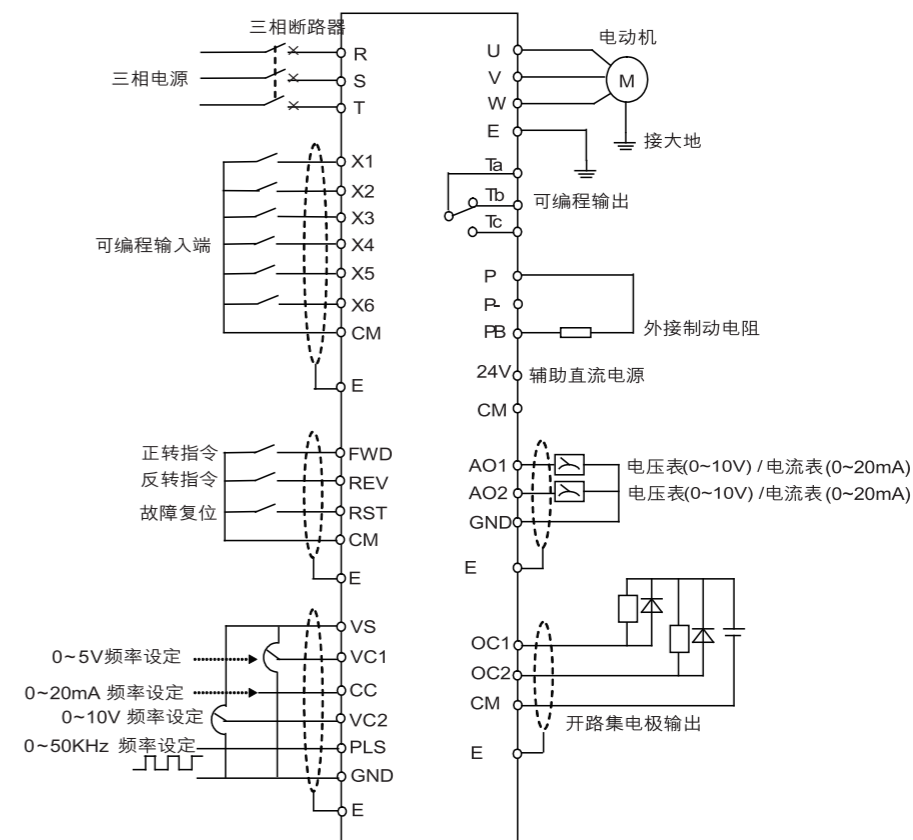 三相断路器
三相电源
R
S
T
可编程输入端
X1
X2
X3
X4
X5
X6
CM
E
正转指令
反转指令
故障复位
FWD
REV
RST
CM
E
VS
0~5V频率设定
VC1
0~20mA 频率设定
CC
0~10V 频率设定
VC2
0~50KHz 频率设定
PLS
GND
E
U
V
W
E
电动机
M
接大地
Ta
Tb
Tc
可编程输出
P
P-
PB
外接制动电阻
24V
辅助直流电源
CM
AO1
电压表(0~10V) / 电流表(0~20mA)
AO2
电压表(0~10V) /电流表(0~20mA)
GND
E
OC1
OC2
CM
开路集电极输出
E